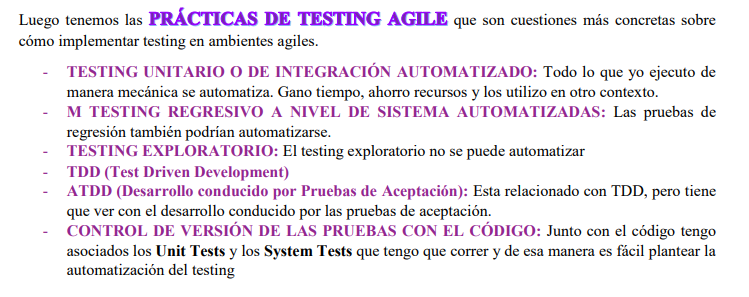 Luego tenemos las PRÁCTICAS DE TESTING AGILE que son cuestiones más concretas sobre
cómo implementar testing en ambientes agiles.
- TESTING UNITARIO O DE INTEGRACIÓN AUTOMATIZADO: Todo lo que yo ejecuto de
manera mecánica se automatiza. Gano tiempo, ahorro recursos y los utilizo en otro contexto.
- M TESTING REGRESIVO A NIVEL DE SISTEMA AUTOMATIZADAS: Las pruebas de
regresión también podrían automatizarse.
- TESTING EXPLORATORIO: El testing exploratorio no se puede automatizar
- TDD (Test Driven Development)
- ATDD (Desarrollo conducido por Pruebas de Aceptación): Esta relacionado con TDD, pero tiene
que ver con el desarrollo conducido por las pruebas de aceptación.
- CONTROL DE VERSIÓN DE LAS PRUEBAS CON EL CÓDIGO: Junto con el código tengo
asociados los Unit Tests y los System Tests que tengo que correr y de esa manera es fácil plantear la
automatización del testing